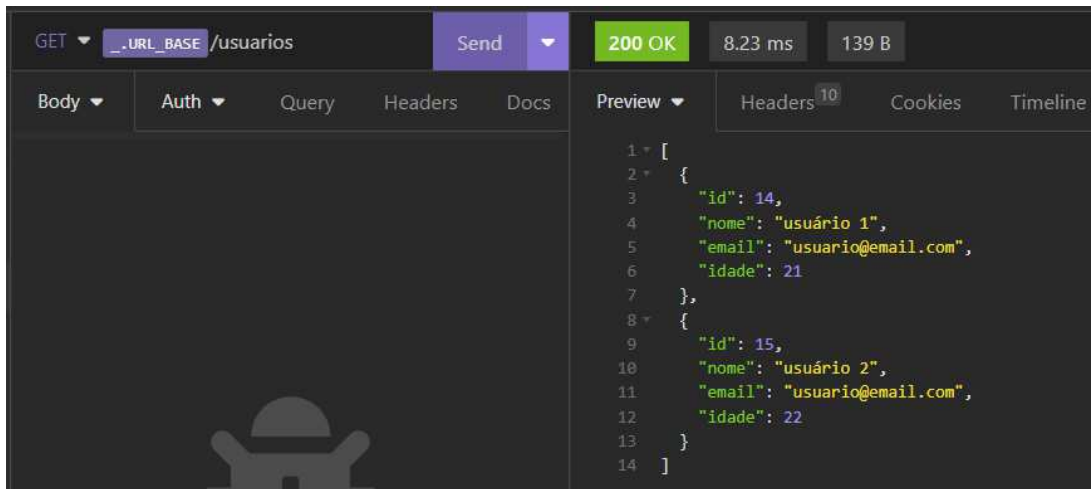 GET _.URL_BASE /usuarios Send 200 OK 8.23 ms 139 B
Body Auth Query Headers Docs Preview Headers 10 Cookies Timeline
1 [
2 {
3 "id": 14,
4 "nome": "usuário 1",
5 "email": "usuario@email.com",
6 "idade": 21
7 },
8 {
9 "id": 15,
10 "nome": "usuário 2",
11 "email": "usuario@email.com",
12 "idade": 22
13 }
14 ]